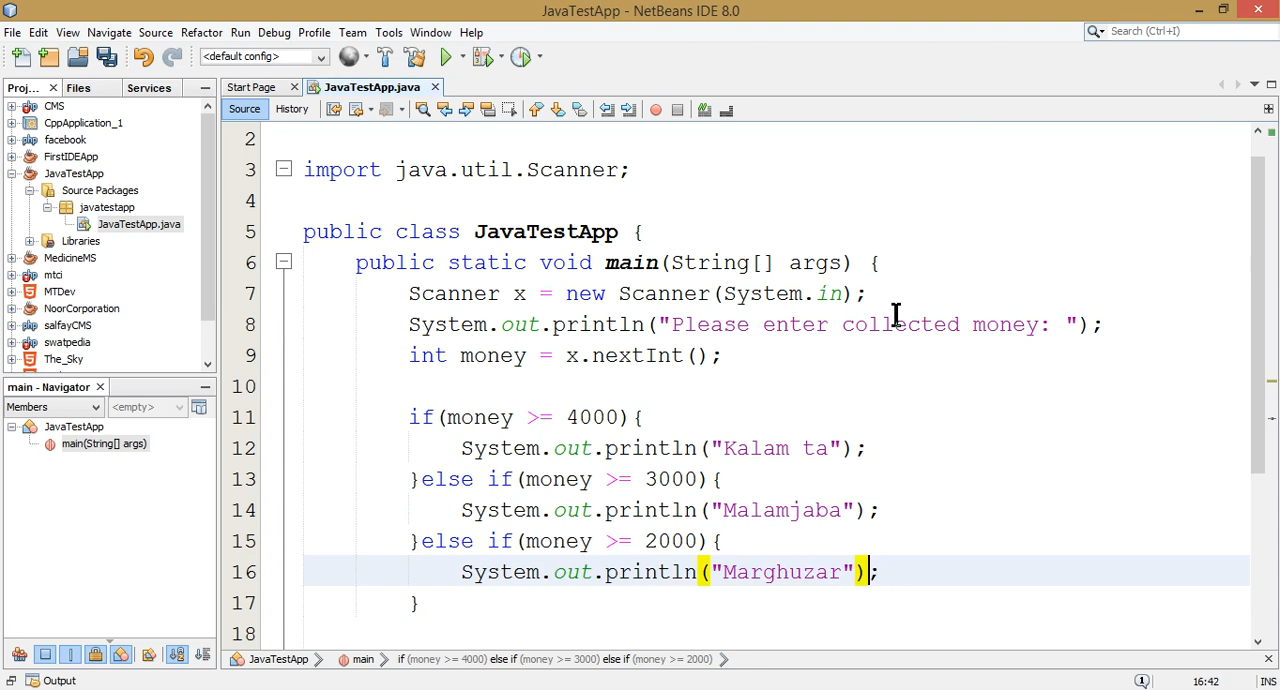 JavaTestApp - NetBeans IDE 8.0
File Edit View Navigate Source Refactor Run Debug Profile Team Tools Window Help
Search (Ctrl+I)
<default config>
Proj... Files Services
Start Page JavaTestApp.java
Source History
CMS
CppApplication_1
facebook
FirstIDEApp
JavaTestApp
Source Packages
javatestapp
JavaTestApp.java
Libraries
MedicineMS
mtci
MTDev
NoorCorporation
salfayCMS
swatpedia
The_Sky
main - Navigator
Members <empty>
JavaTestApp
main(String[] args)
2
3 import java.util.Scanner;
4
5 public class JavaTestApp {
6 public static void main(String[] args) {
7 Scanner x = new Scanner(System.in);
8 System.out.println("Please enter collected money: ");
9 int money = x.nextInt();
10
11 if(money >= 4000){
12 System.out.println("Kalam ta");
13 }else if(money >= 3000){
14 System.out.println("Malamjaba");
15 }else if(money >= 2000){
16 System.out.println("Marghuzar");
17 }
18
JavaTestApp main if (money >= 4000) else if (money >= 3000) else if (money >= 2000)
Output 1 16:42 INS